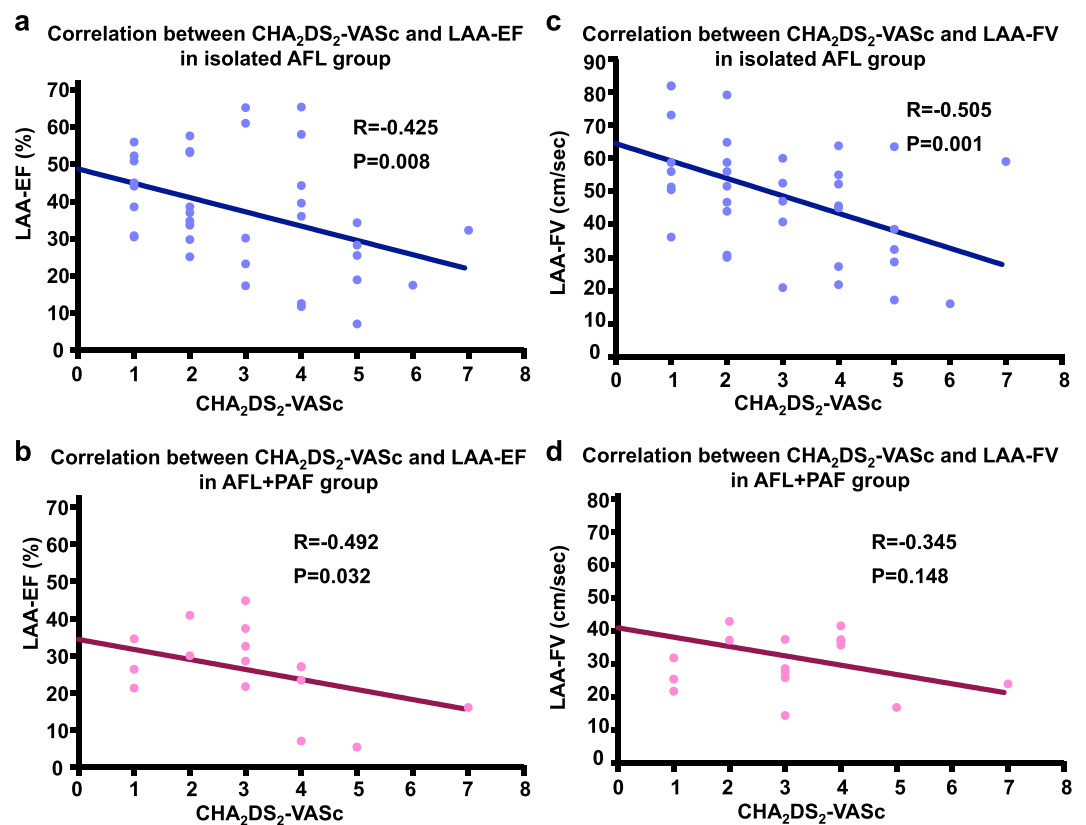 a
Correlation between CHA₂DS₂-VASc and LAA-EF
in isolated AFL group
70
60
50
40
30
20
10
0
LAA-EF (%)
R=-0.425
P=0.008
0 1 2 3 4 5 6 7 8
CHA₂DS₂-VASc
c
Correlation between CHA₂DS₂-VASc and LAA-FV
in isolated AFL group
90
80
70
60
50
40
30
20
10
0
LAA-FV (cm/sec)
R=-0.505
P=0.001
0 1 2 3 4 5 6 7 8
CHA₂DS₂-VASc
b
Correlation between CHA₂DS₂-VASc and LAA-EF
in AFL+PAF group
70
60
50
40
30
20
10
0
LAA-EF (%)
R=-0.492
P=0.032
0 1 2 3 4 5 6 7 8
CHA₂DS₂-VASc
d
Correlation between CHA₂DS₂-VASc and LAA-FV
in AFL+PAF group
80
70
60
50
40
30
20
10
0
LAA-FV (cm/sec)
R=-0.345
P=0.148
0 1 2 3 4 5 6 7 8
CHA₂DS₂-VASc